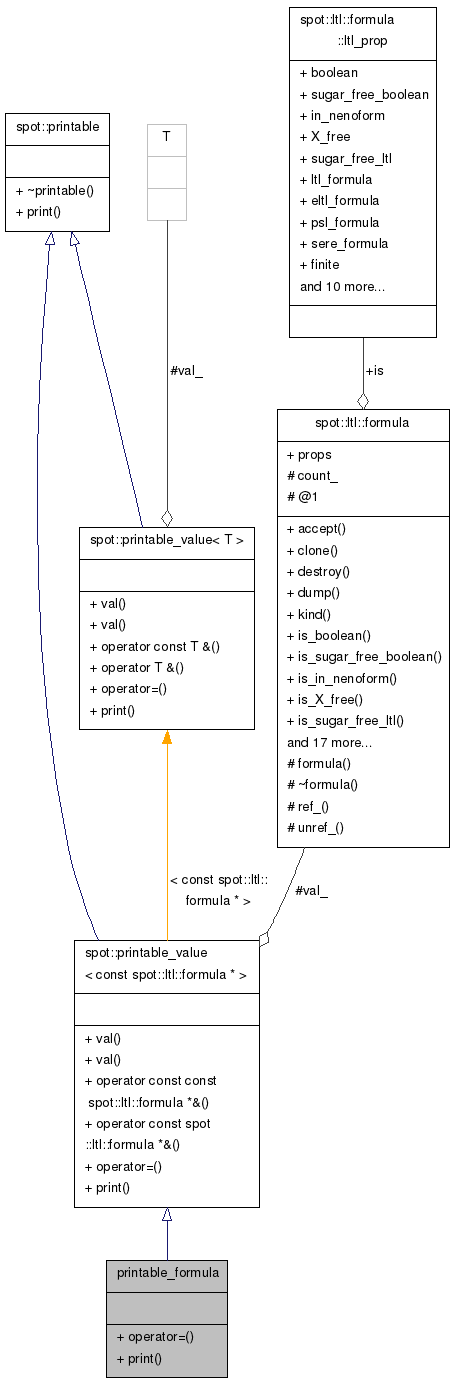 spot::ltl::formula
::ltl_prop
+ boolean
+ sugar_free_boolean
+ in_nenoform
+ X_free
+ sugar_free_ltl
+ ltl_formula
+ eltl_formula
+ psl_formula
+ sere_formula
+ finite
and 10 more...
spot::printable
+ ~printable()
+ print()
T
#val_
+is
spot::ltl::formula
+ props
# count_
# @1
+ accept()
+ clone()
+ destroy()
+ dump()
+ kind()
+ is_boolean()
+ is_sugar_free_boolean()
+ is_in_nenoform()
+ is_X_free()
+ is_sugar_free_ltl()
and 17 more...
# formula()
# ~formula()
# ref_()
# unref_()
spot::printable_value< T >
+ val()
+ val()
+ operator const T &()
+ operator T &()
+ operator=()
+ print()
< const spot::ltl::
formula * >
#val_
spot::printable_value
< const spot::ltl::formula * >
+ val()
+ val()
+ operator const const
spot::ltl::formula *&()
+ operator const spot
::ltl::formula *&()
+ operator=()
+ print()
printable_formula
+ operator=()
+ print()